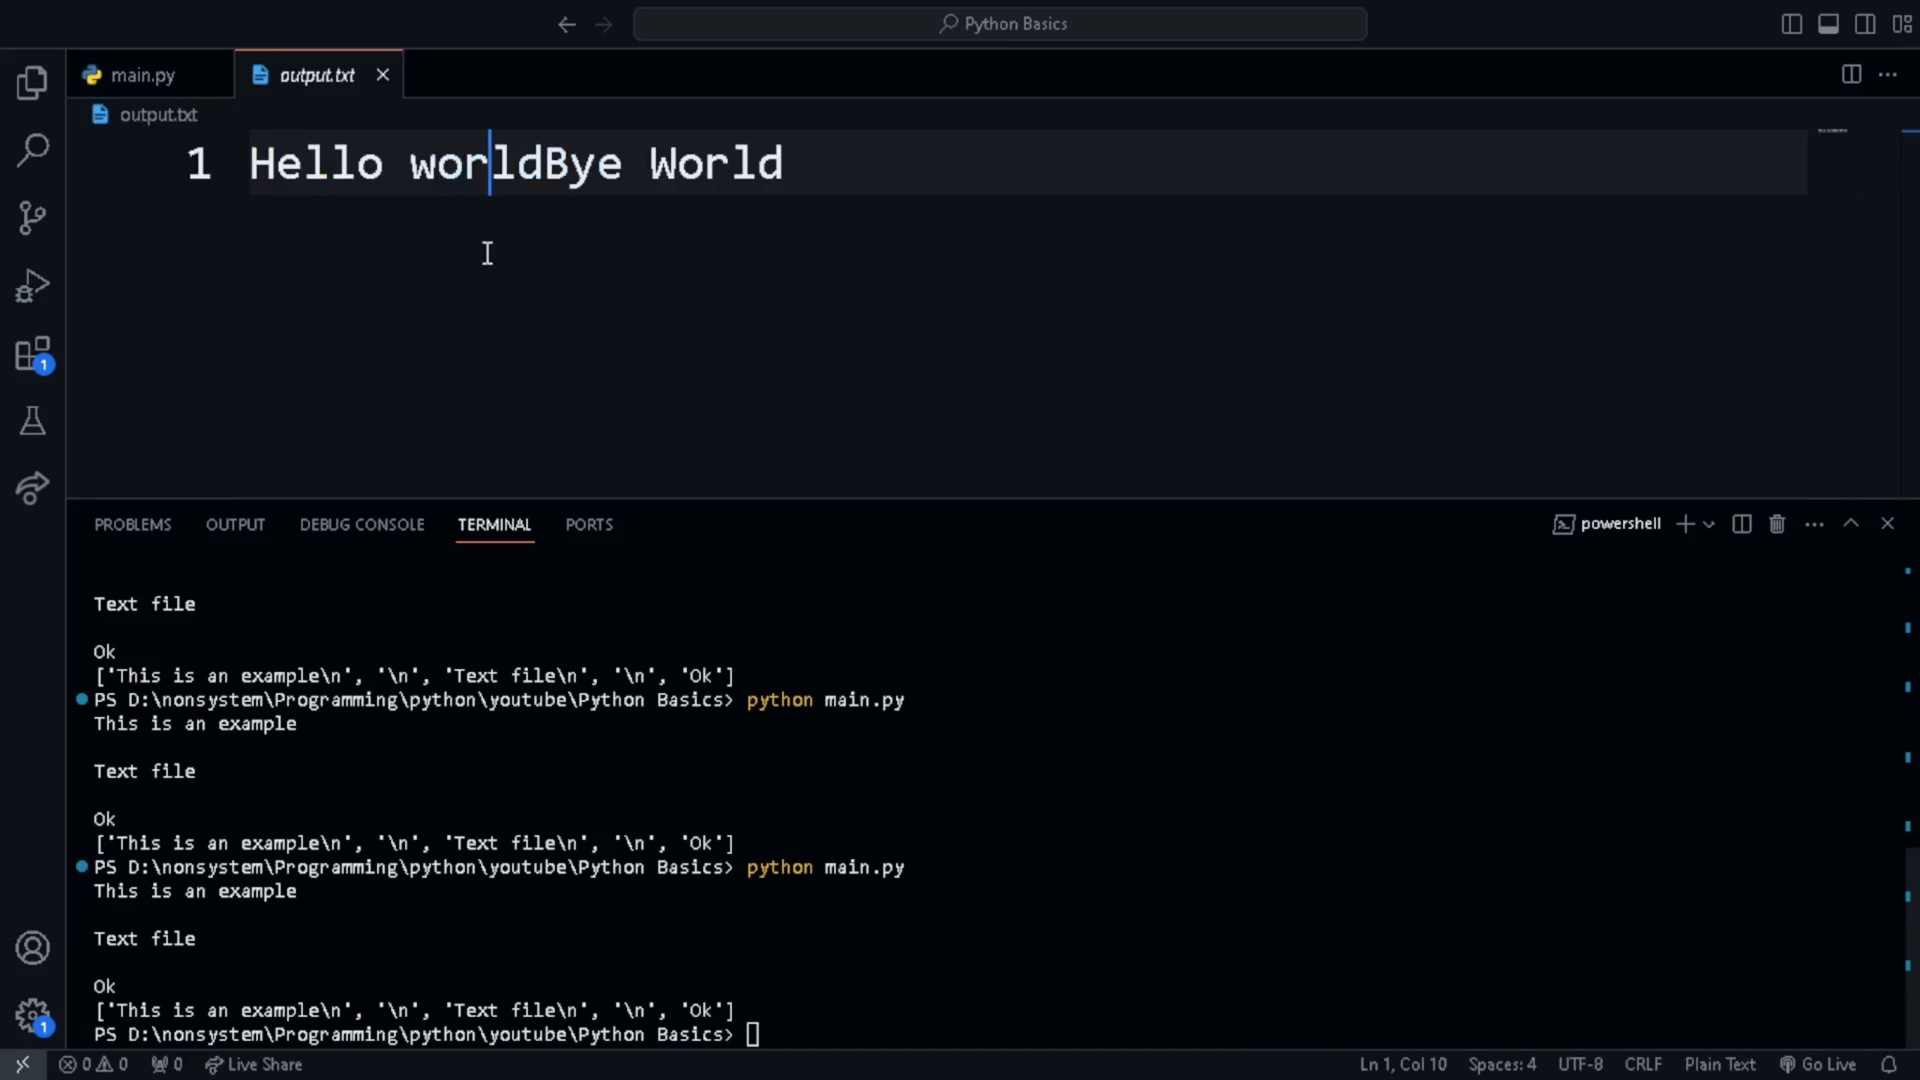 Python Basics
main.py
output.txt
output.txt
1 Hello worldBye World
1
PROBLEMS OUTPUT DEBUG CONSOLE TERMINAL PORTS
powershell
Text file
Ok
['This is an example\n', '\n', 'Text file\n', '\n', 'Ok']
PS D:\nonsystem\Programming\python\youtube\Python Basics> python main.py
This is an example
Text file
Ok
['This is an example\n', '\n', 'Text file\n', '\n', 'Ok']
PS D:\nonsystem\Programming\python\youtube\Python Basics> python main.py
This is an example
Text file
Ok
['This is an example\n', '\n', 'Text file\n', '\n', 'Ok']
PS D:\nonsystem\Programming\python\youtube\Python Basics>
1
0 0 0 Live Share Ln 1, Col 10 Spaces: 4 UTF-8 CRLF Plain Text Go Live